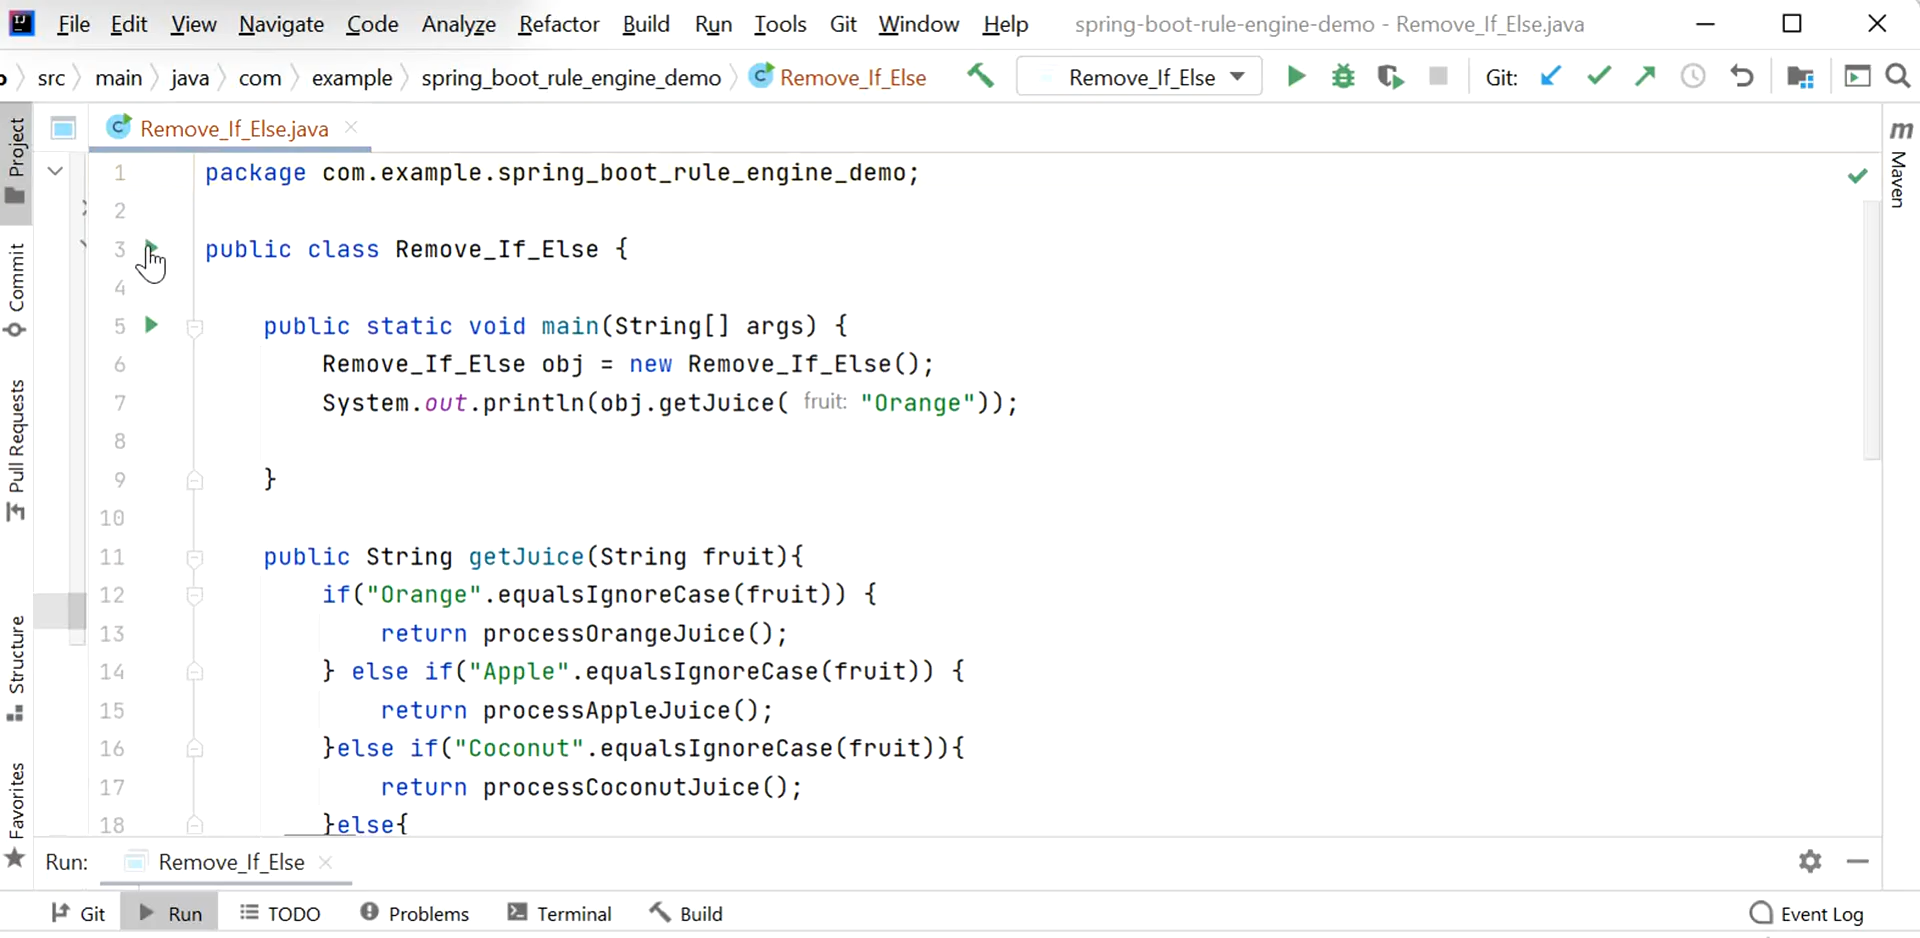 File Edit View Navigate Code Analyze Refactor Build Run Tools Git Window Help spring-boot-rule-engine-demo - Remove_If_Else.java
src main java com example spring_boot_rule_engine_demo Remove_If_Else Remove_If_Else Git:
Remove_If_Else.java
Project
Commit
Pull Requests
Structure
Favorites
m Maven
1 package com.example.spring_boot_rule_engine_demo;
2
3 public class Remove_If_Else {
4
5 public static void main(String[] args) {
6 Remove_If_Else obj = new Remove_If_Else();
7 System.out.println(obj.getJuice( fruit: "Orange"));
8
9 }
10
11 public String getJuice(String fruit){
12 if("Orange".equalsIgnoreCase(fruit)) {
13 return processOrangeJuice();
14 } else if("Apple".equalsIgnoreCase(fruit)) {
15 return processAppleJuice();
16 }else if("Coconut".equalsIgnoreCase(fruit)){
17 return processCoconutJuice();
18 }else{
Run: Remove_If_Else
Git Run TODO Problems Terminal Build Event Log